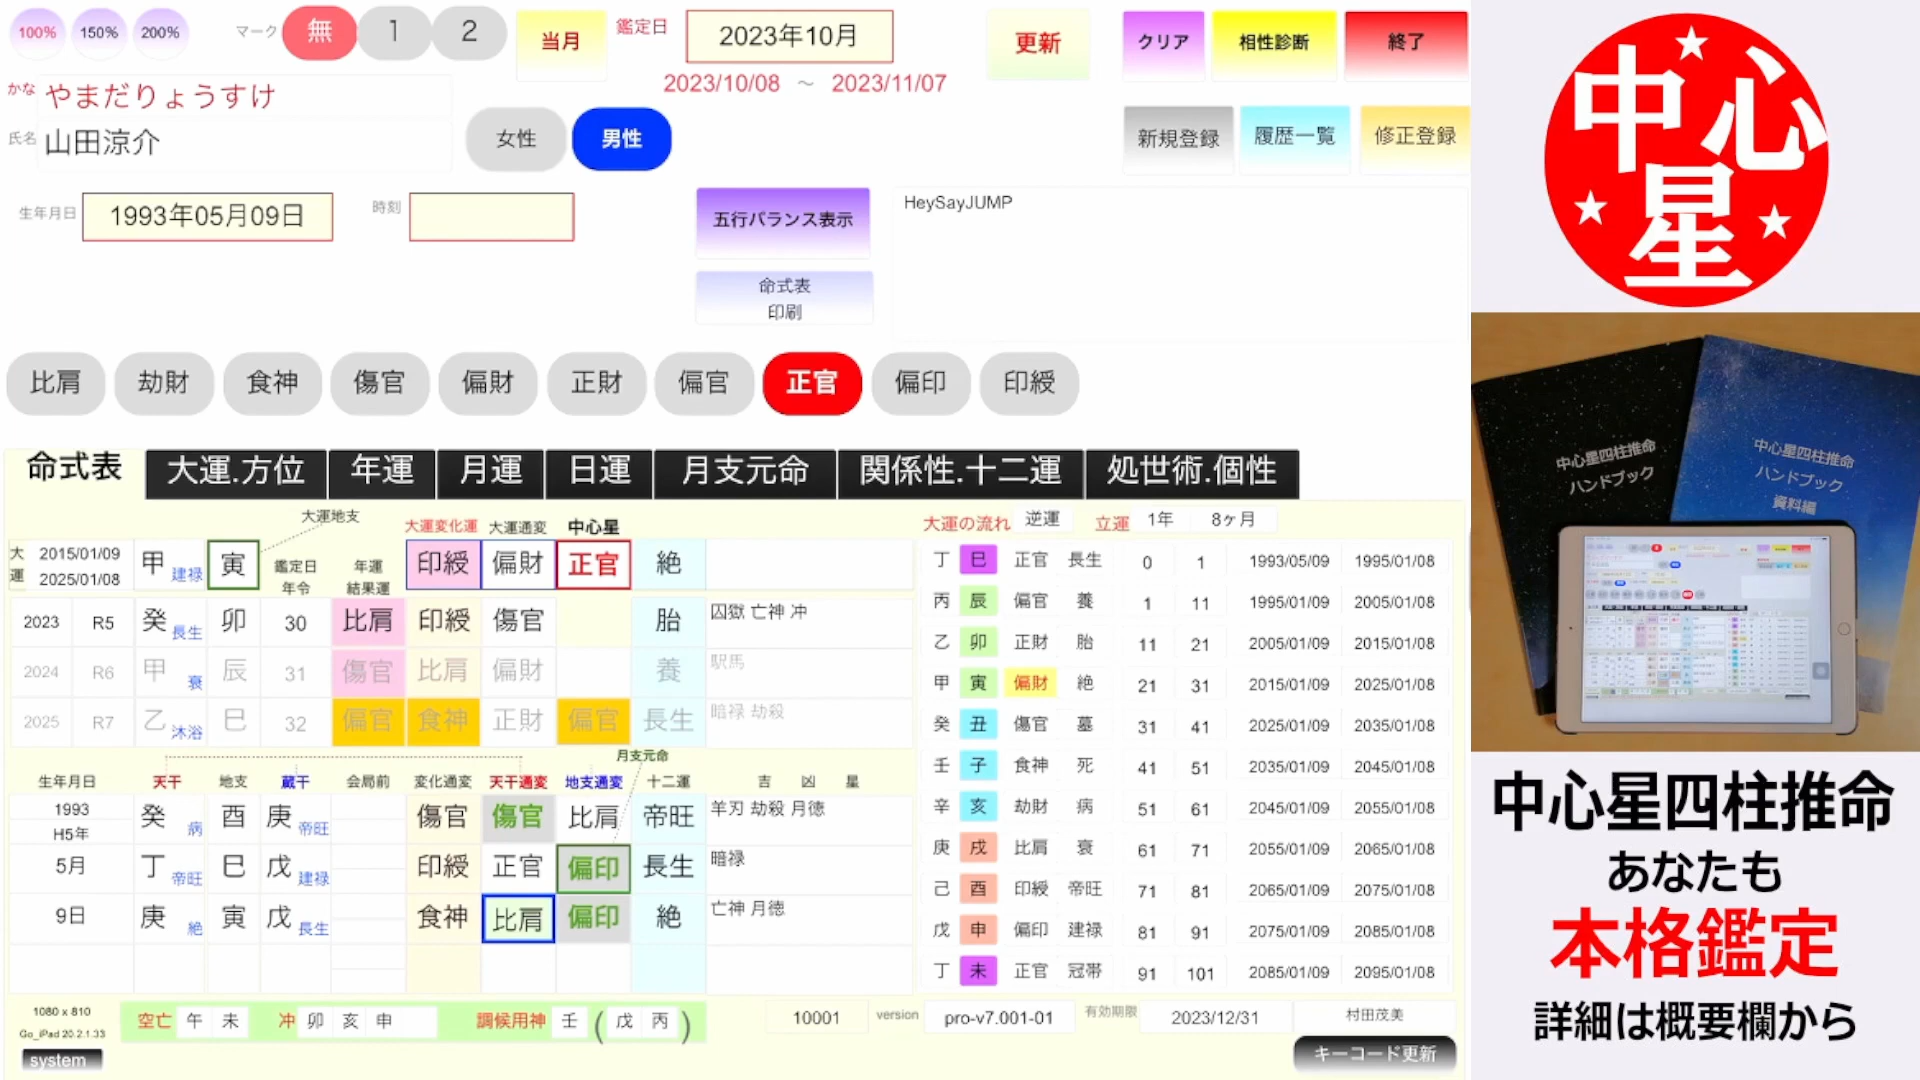 100% 150% 200% マーク 無 1 2 当月 鑑定日 2023年10月 更新 クリア 相性診断 終了
2023/10/08 ～ 2023/11/07
かな やまだりょうすけ
氏名 山田涼介 女性 男性 新規登録 履歴一覧 修正登録
生年月日 1993年05月09日 時刻 五行バランス表示 HeySayJUMP
命式表
印刷
比肩 劫財 食神 傷官 偏財 正財 偏官 正官 偏印 印綬
命式表 大運.方位 年運 月運 日運 月支元命 関係性.十二運 処世術.個性
大運地支
大運 2015/01/09 2025/01/08 甲 建禄 寅 鑑定日年令 年運結果運 大運変化運 印綬 大運通変 偏財 中心星 正官 絶
2023 R5 癸 長生 卯 30 比肩 印綬 傷官 胎 囚獄 亡神 冲
2024 R6 甲 衰 辰 31 傷官 比肩 偏財 養 駅馬
2025 R7 乙 沐浴 巳 32 偏官 食神 正財 偏官 長生 暗禄 劫殺
月支元命
生年月日 天干 地支 蔵干 会局前 変化通変 天干通変 地支通変 十二運 吉 凶 星
1993 H5年 癸 病 酉 庚 帝旺 傷官 傷官 比肩 帝旺 羊刃 劫殺 月徳
5月 丁 帝旺 巳 戊 建禄 印綬 正官 偏印 長生 暗禄
9日 庚 絶 寅 戊 長生 食神 比肩 偏印 絶 亡神 月徳
大運の流れ 逆運 立運 1年 8ヶ月
丁 巳 正官 長生 0 1 1993/05/09 1995/01/08
丙 辰 偏官 養 1 11 1995/01/09 2005/01/08
乙 卯 正財 胎 11 21 2005/01/09 2015/01/08
甲 寅 偏財 絶 21 31 2015/01/09 2025/01/08
癸 丑 傷官 墓 31 41 2025/01/09 2035/01/08
壬 子 食神 死 41 51 2035/01/09 2045/01/08
辛 亥 劫財 病 51 61 2045/01/09 2055/01/08
庚 戌 比肩 衰 61 71 2055/01/09 2065/01/08
己 酉 印綬 帝旺 71 81 2065/01/09 2075/01/08
戊 申 偏印 建禄 81 91 2075/01/09 2085/01/08
丁 未 正官 冠帯 91 101 2085/01/09 2095/01/08
1080 x 810
Go_iPad 20.2.1.33
system
空亡 午 未 冲 卯 亥 申 調候用神 壬 ( 戊 丙 )
10001 version pro-v7.001-01 有効期限 2023/12/31 村田茂美
キーコード更新
中心星
中心星四柱推命
ハンドブック
中心星四柱推命
ハンドブック
資料編
中心星四柱推命
あなたも
本格鑑定
詳細は概要欄から